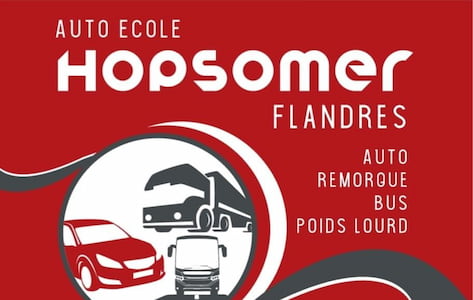 AUTO ECOLE
HOPSOMER
FLANDRES
AUTO
REMORQUE
BUS
POIDS LOURD